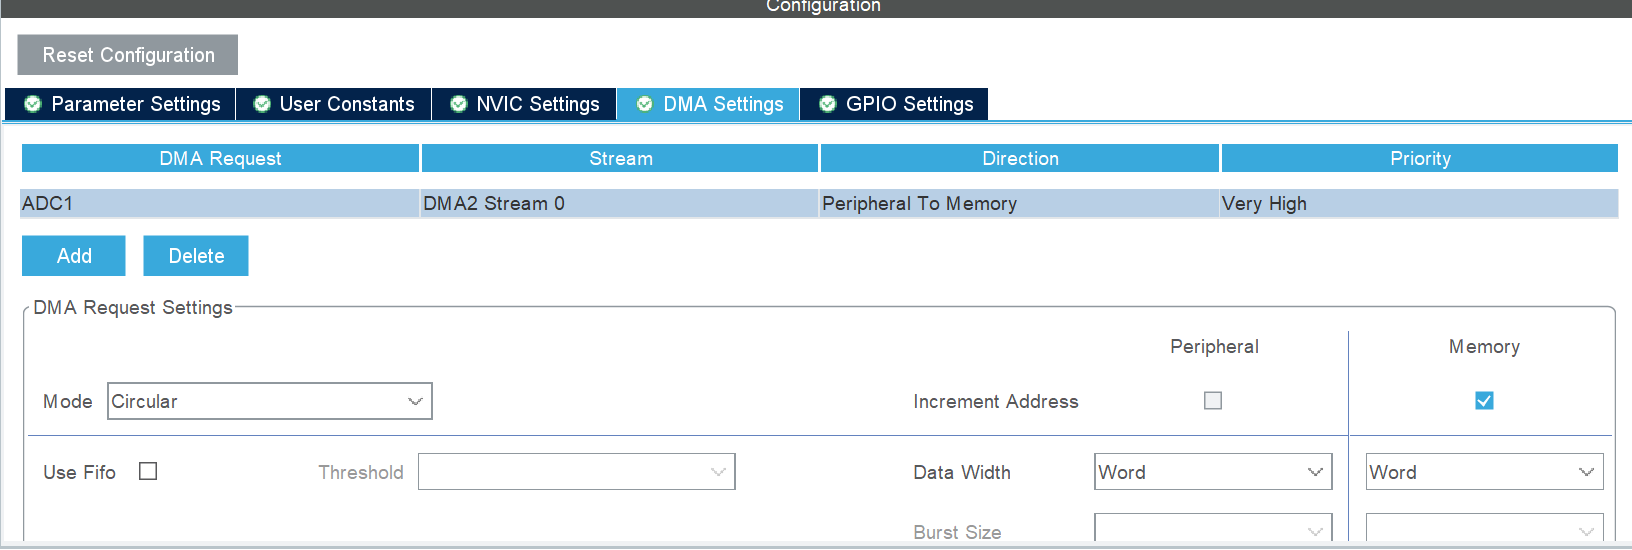 Configuration
Reset Configuration
Parameter Settings User Constants NVIC Settings DMA Settings GPIO Settings
DMA Request Stream Direction Priority
ADC1 DMA2 Stream 0 Peripheral To Memory Very High
Add Delete
DMA Request Settings
Peripheral Memory
Mode Circular Increment Address
Use Fifo Threshold Data Width Word Word
Burst Size